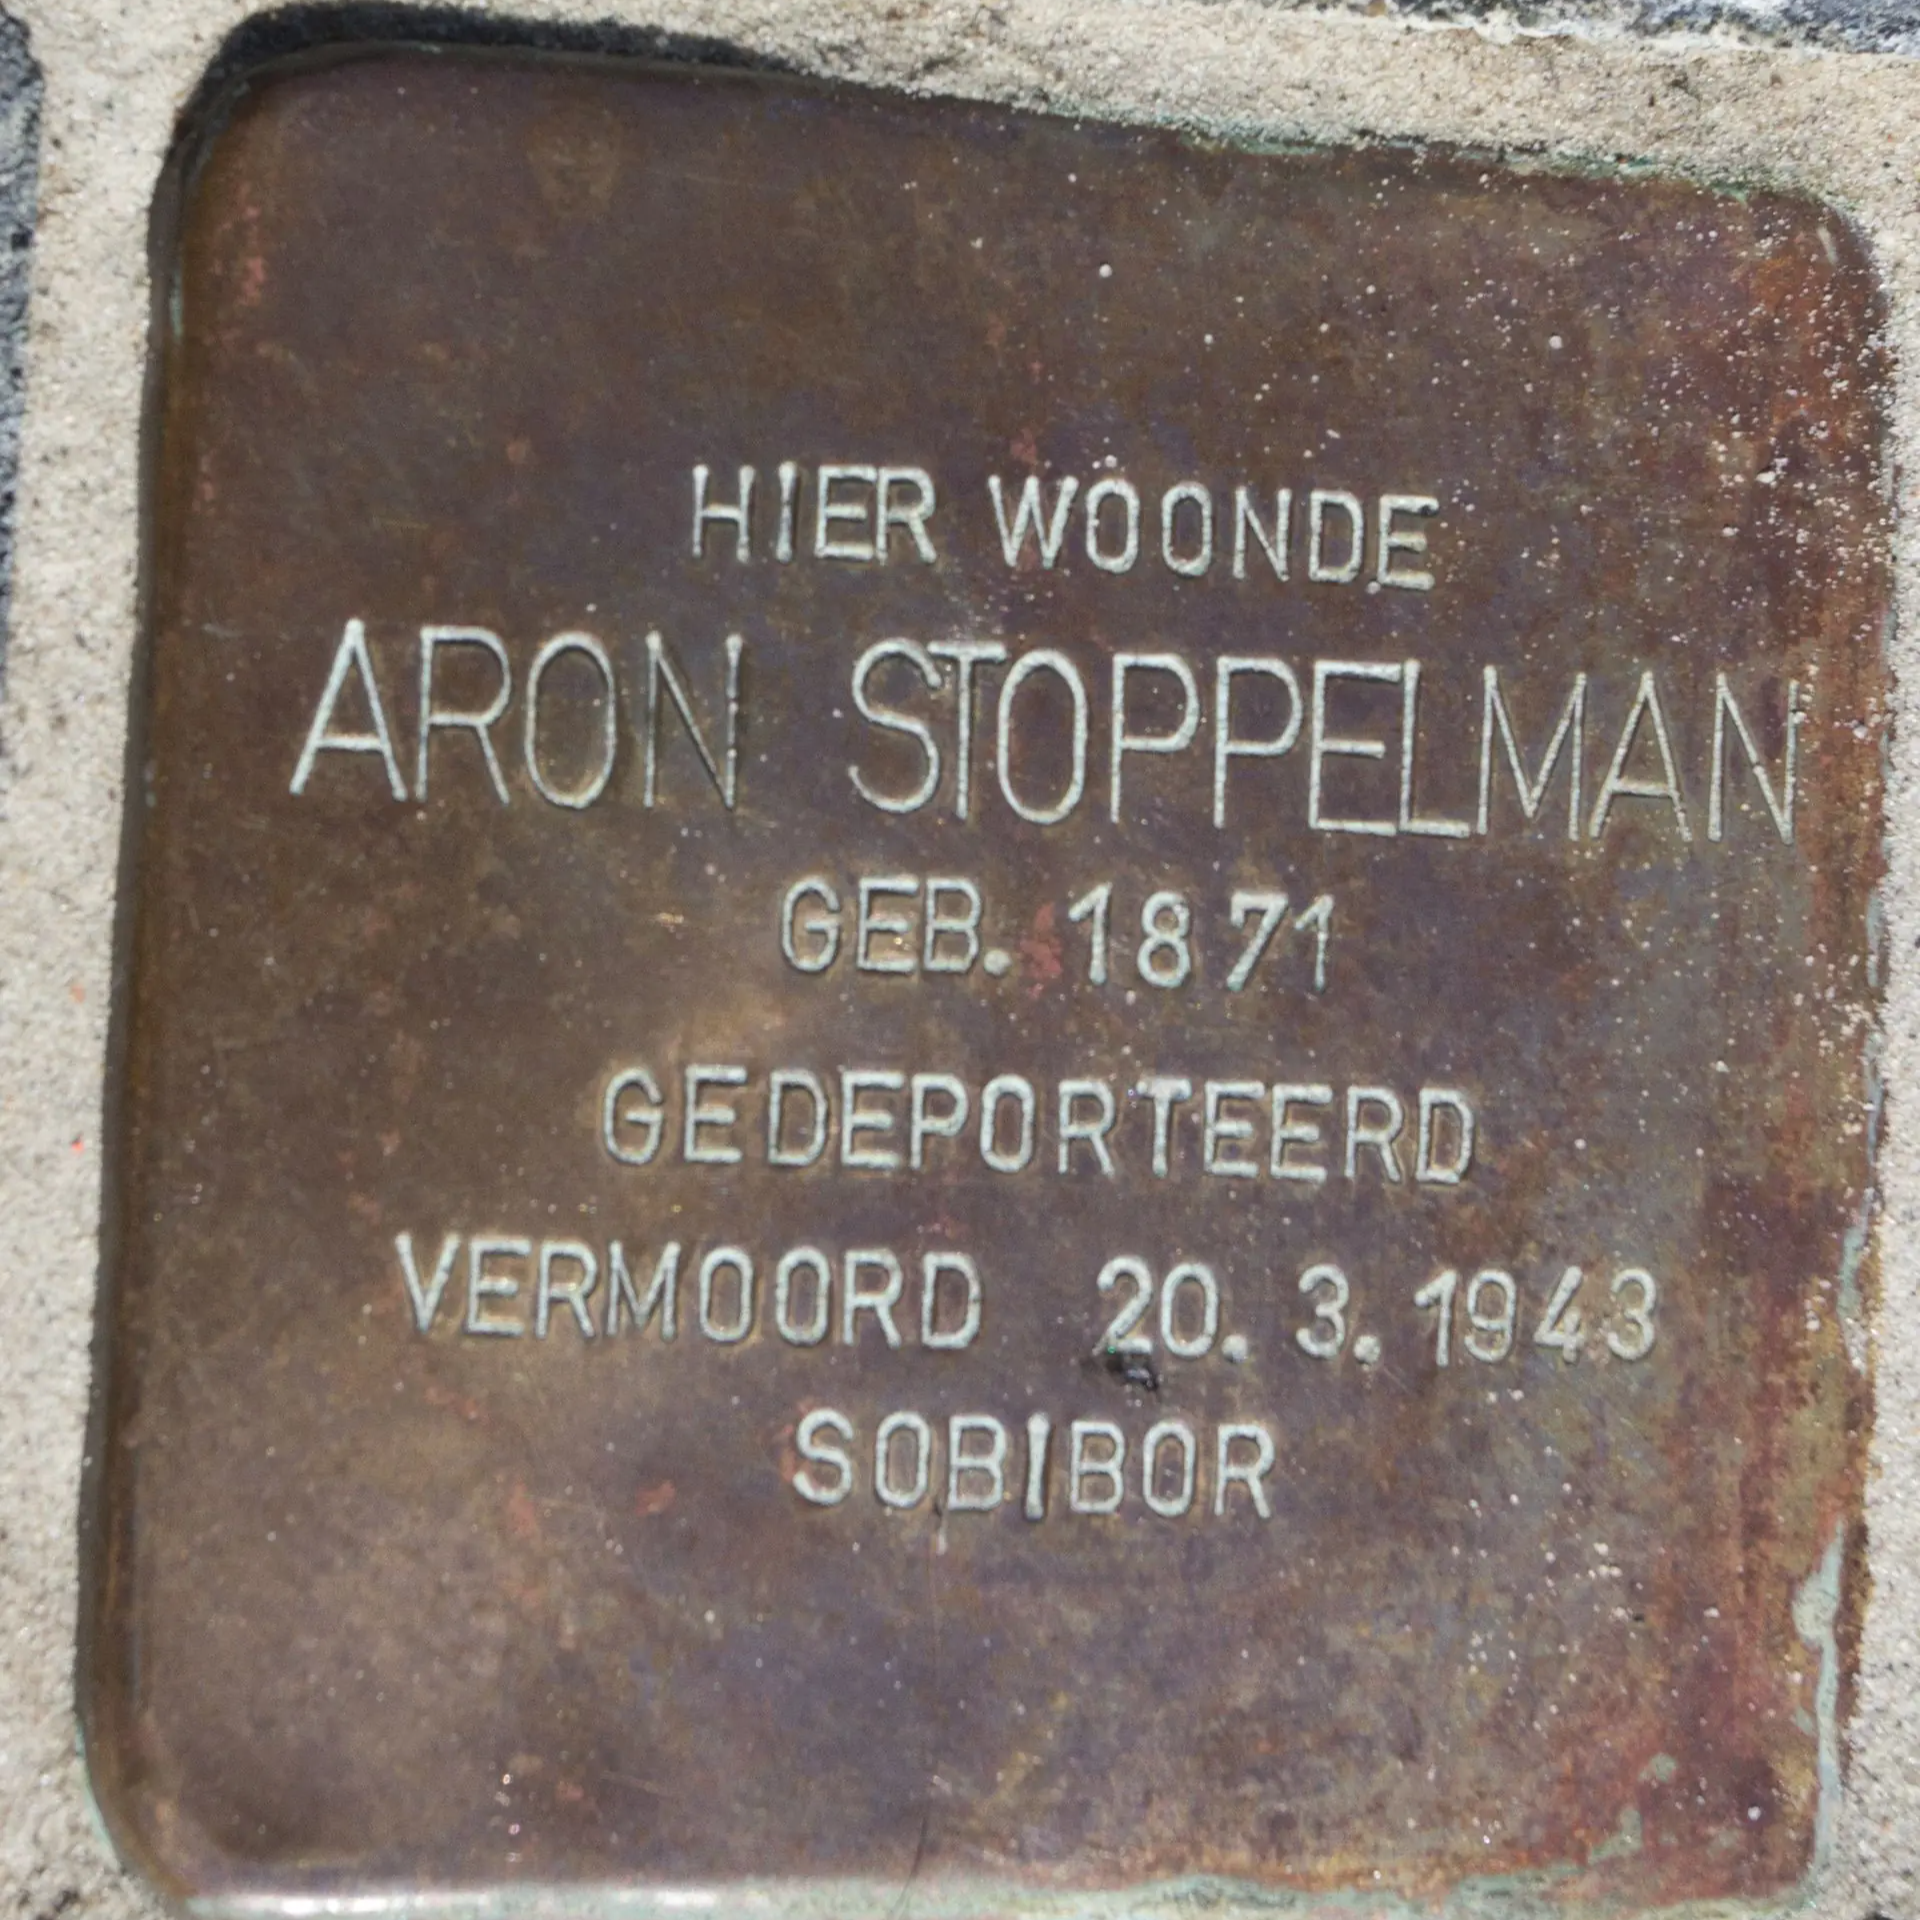 HIER WOONDE
ARON STOPPELMAN
GEB. 1871
GEDEPORTEERD
VERMOORD 20.3.1943
SOBIBOR